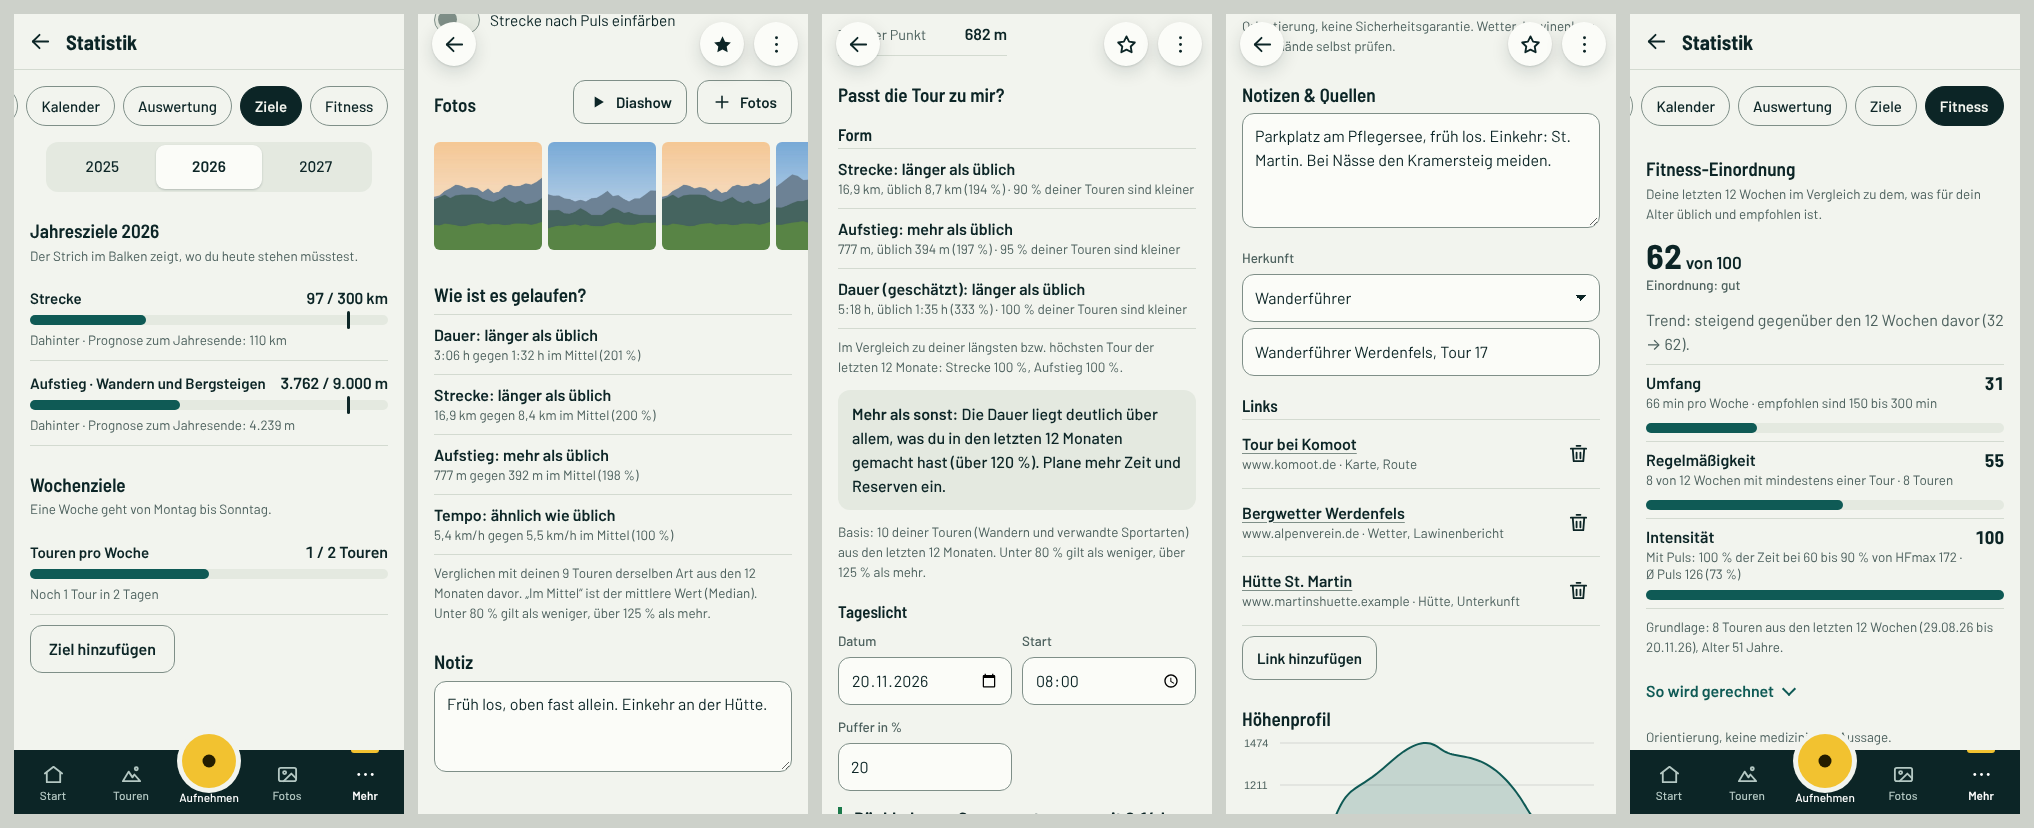 Statistik
Kalender
Auswertung
Ziele
Fitness
2025
2026
2027
Jahresziele 2026
Der Strich im Balken zeigt, wo du heute stehen müsstest.
Strecke
97 / 300 km
Dahinter · Prognose zum Jahresende: 110 km
Aufstieg · Wandern und Bergsteigen
3.762 / 9.000 m
Dahinter · Prognose zum Jahresende: 4.239 m
Wochenziele
Eine Woche geht von Montag bis Sonntag.
Touren pro Woche
1 / 2 Touren
Noch 1 Tour in 2 Tagen
Ziel hinzufügen
Start
Touren
Aufnehmen
Fotos
Mehr
Strecke nach Puls einfärben
Fotos
Diashow
Fotos
Wie ist es gelaufen?
Dauer: länger als üblich
3:06 h gegen 1:32 h im Mittel (201 %)
Strecke: länger als üblich
16,9 km gegen 8,4 km im Mittel (200 %)
Aufstieg: mehr als üblich
777 m gegen 392 m im Mittel (198 %)
Tempo: ähnlich wie üblich
5,4 km/h gegen 5,5 km/h im Mittel (100 %)
Verglichen mit deinen 9 Touren derselben Art aus den 12
Monaten davor. „Im Mittel“ ist der mittlere Wert (Median).
Unter 80 % gilt als weniger, über 125 % als mehr.
Notiz
Früh los, oben fast allein. Einkehr an der Hütte.
Punkt
682 m
Passt die Tour zu mir?
Form
Strecke: länger als üblich
16,9 km, üblich 8,7 km (194 %) · 90 % deiner Touren sind kleiner
Aufstieg: mehr als üblich
777 m, üblich 394 m (197 %) · 95 % deiner Touren sind kleiner
Dauer (geschätzt): länger als üblich
5:18 h, üblich 1:35 h (333 %) · 100 % deiner Touren sind kleiner
Im Vergleich zu deiner längsten bzw. höchsten Tour der
letzten 12 Monate: Strecke 100 %, Aufstieg 100 %.
Mehr als sonst: Die Dauer liegt deutlich über
allem, was du in den letzten 12 Monaten
gemacht hast (über 120 %). Plane mehr Zeit und
Reserven ein.
Basis: 10 deiner Touren (Wandern und verwandte Sportarten)
aus den letzten 12 Monaten. Unter 80 % gilt als weniger, über
125 % als mehr.
Tageslicht
Datum
Start
20.11.2026
08:00
Puffer in %
20
keine Sicherheitsgarantie. Wetter,
selbst prüfen.
Notizen & Quellen
Parkplatz am Pflegersee, früh los. Einkehr: St.
Martin. Bei Nässe den Kramersteig meiden.
Herkunft
Wanderführer
Wanderführer Werdenfels, Tour 17
Links
Tour bei Komoot
www.komoot.de · Karte, Route
Bergwetter Werdenfels
www.alpenverein.de · Wetter, Lawinenbericht
Hütte St. Martin
www.martinshuette.example · Hütte, Unterkunft
Link hinzufügen
Höhenprofil
1474
1211
Statistik
Kalender
Auswertung
Ziele
Fitness
Fitness-Einordnung
Deine letzten 12 Wochen im Vergleich zu dem, was für dein
Alter üblich und empfohlen ist.
62 von 100
Einordnung: gut
Trend: steigend gegenüber den 12 Wochen davor (32
→ 62).
Umfang
31
66 min pro Woche · empfohlen sind 150 bis 300 min
Regelmäßigkeit
55
8 von 12 Wochen mit mindestens einer Tour · 8 Touren
Intensität
100
Mit Puls: 100 % der Zeit bei 60 bis 90 % von HFmax 172 ·
Ø Puls 126 (73 %)
Grundlage: 8 Touren aus den letzten 12 Wochen (29.08.26 bis
20.11.26), Alter 51 Jahre.
So wird gerechnet
Orientierung, keine Aussage.
Start
Touren
Aufnehmen
Fotos
Mehr